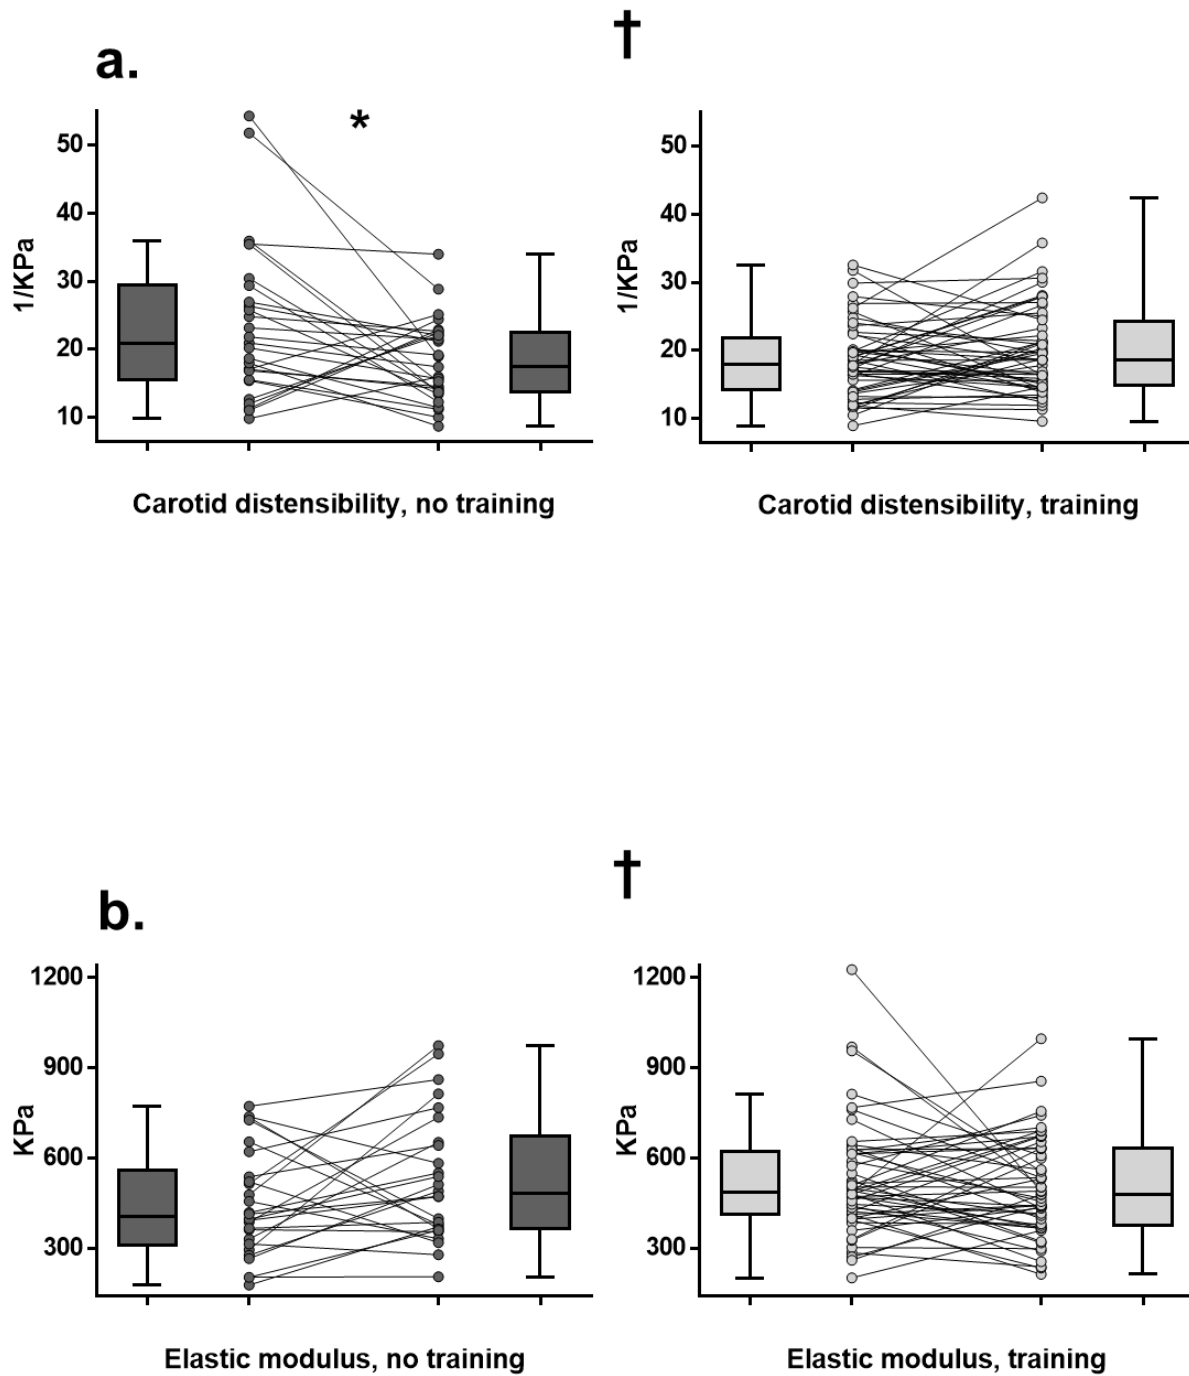 †
a.
*
50
40
30
20
10
1/KPa
Carotid distensibility, no training
50
40
30
20
10
1/KPa
Carotid distensibility, training
†
b.
1200
900
600
300
KPa
Elastic modulus, no training
1200
900
600
300
KPa
Elastic modulus, training